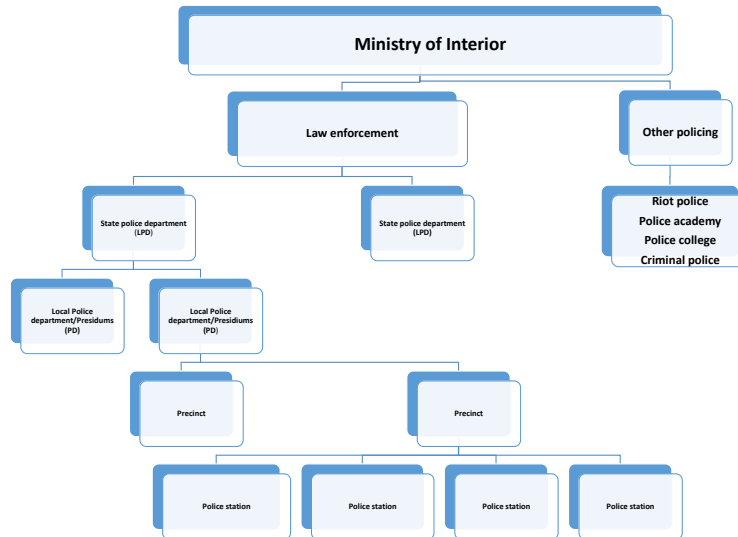 Ministry of Interior
Law enforcement
Other policing
State police department
(LPD)
State police department
(LPD)
Riot police
Police academy
Police college
Criminal police
Local Police
department/Presidiums
(PD)
Local Police
department/Presidiums
(PD)
Precinct
Precinct
Police station
Police station
Police station
Police station